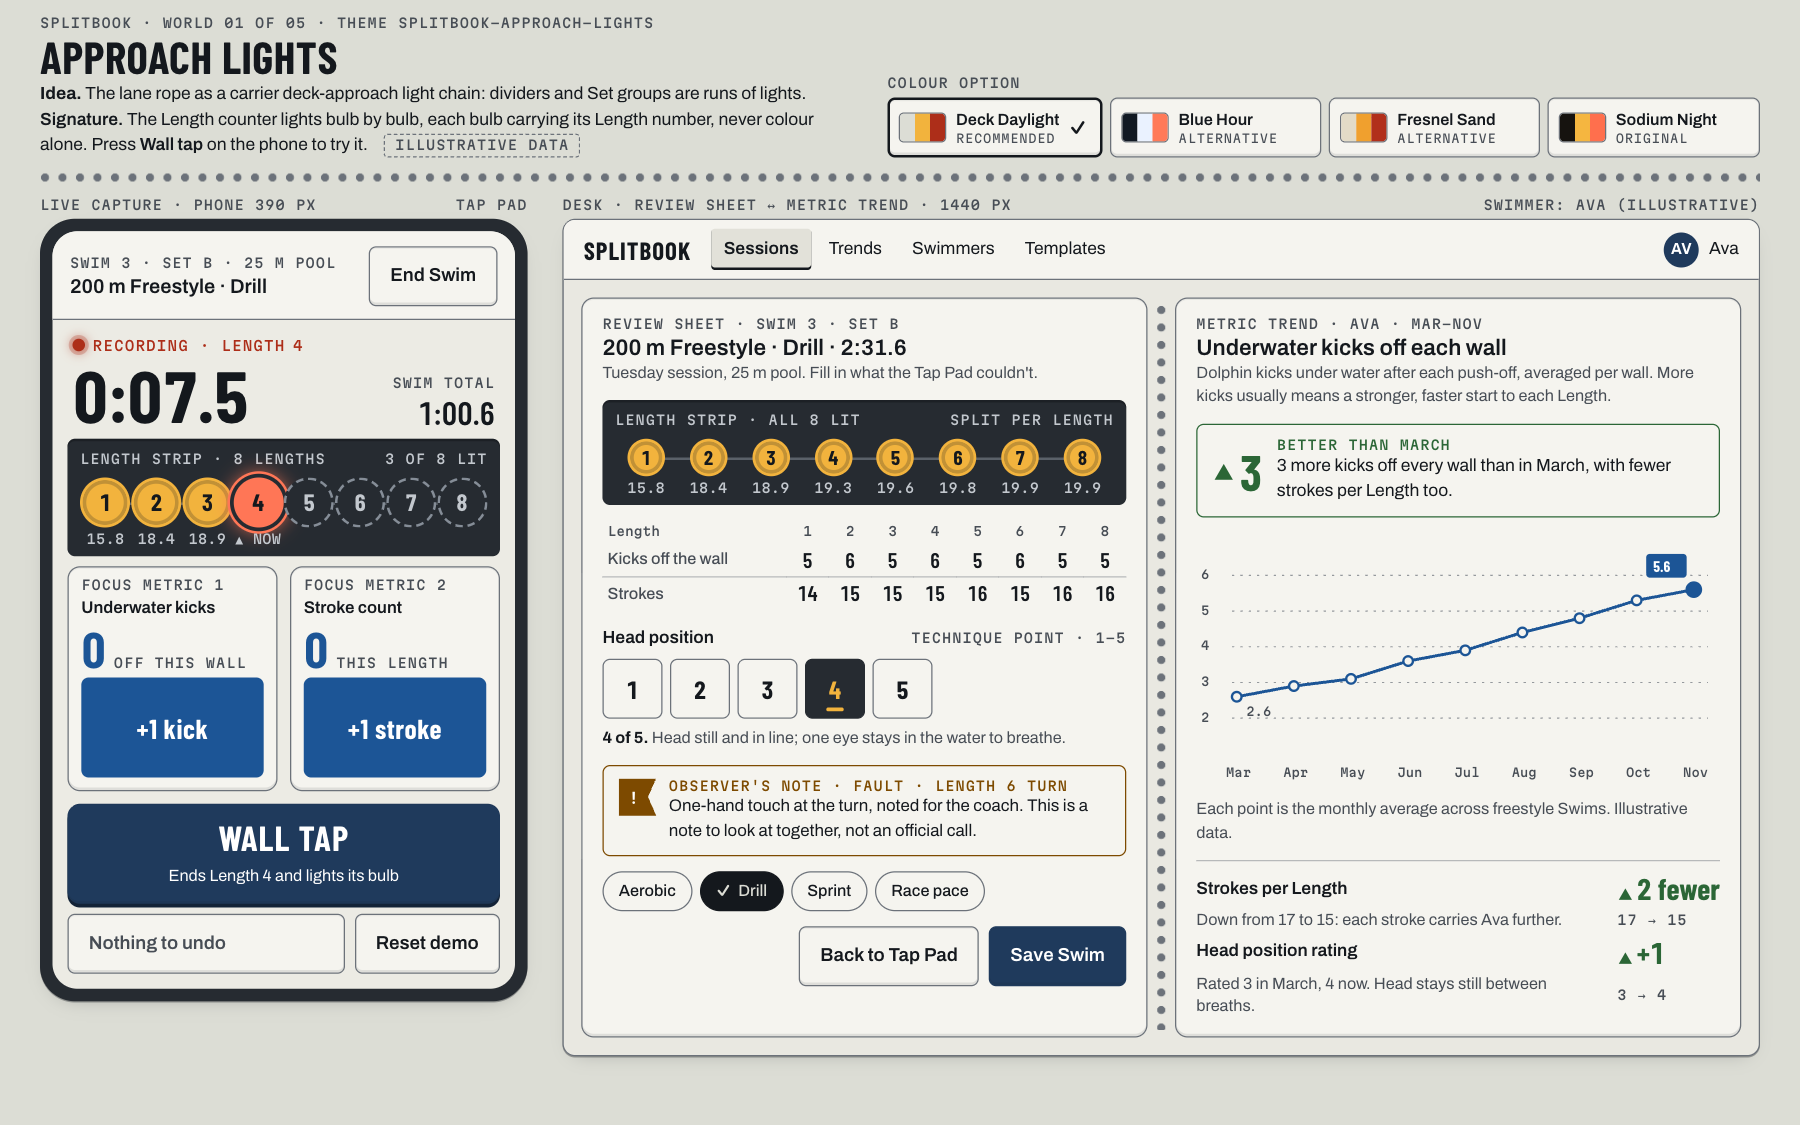 SPLITBOOK · WORLD 01 OF 05 · THEME SPLITBOOK-APPROACH-LIGHTS
APPROACH LIGHTS
Idea. The lane rope as a carrier deck-approach light chain: dividers and Set groups are runs of lights.
Signature. The Length counter lights bulb by bulb, each bulb carrying its Length number, never colour
alone. Press Wall tap on the phone to try it. ILLUSTRATIVE DATA
COLOUR OPTION
Deck Daylight
RECOMMENDED
Blue Hour
ALTERNATIVE
Fresnel Sand
ALTERNATIVE
Sodium Night
ORIGINAL
LIVE CAPTURE · PHONE 390 PX
TAP PAD
SWIM 3 · SET B · 25 M POOL
200 m Freestyle · Drill
End Swim
RECORDING · LENGTH 4
0:07.5
SWIM TOTAL
1:00.6
LENGTH STRIP · 8 LENGTHS
3 OF 8 LIT
1 2 3 4 5 6 7 8
15.8 18.4 18.9 ▲ NOW
FOCUS METRIC 1
Underwater kicks
0 OFF THIS WALL
+1 kick
FOCUS METRIC 2
Stroke count
0 THIS LENGTH
+1 stroke
WALL TAP
Ends Length 4 and lights its bulb
Nothing to undo
Reset demo
DESK · REVIEW SHEET ↔ METRIC TREND · 1440 PX
SWIMMER: AVA (ILLUSTRATIVE)
SPLITBOOK
Sessions
Trends
Swimmers
Templates
AV
Ava
REVIEW SHEET · SWIM 3 · SET B
200 m Freestyle · Drill · 2:31.6
Tuesday session, 25 m pool. Fill in what the Tap Pad couldn't.
LENGTH STRIP · ALL 8 LIT
SPLIT PER LENGTH
1 2 3 4 5 6 7 8
15.8 18.4 18.9 19.3 19.6 19.8 19.9 19.9
Length 1 2 3 4 5 6 7 8
Kicks off the wall 5 6 5 6 5 6 5 5
Strokes 14 15 15 15 16 15 16 16
Head position
TECHNIQUE POINT · 1–5
1 2 3 4 5
4 of 5. Head still and in line; one eye stays in the water to breathe.
!
OBSERVER'S NOTE · FAULT · LENGTH 6 TURN
One-hand touch at the turn, noted for the coach. This is a
note to look at together, not an official call.
Aerobic
✓ Drill
Sprint
Race pace
Back to Tap Pad
Save Swim
METRIC TREND · AVA · MAR–NOV
Underwater kicks off each wall
Dolphin kicks under water after each push-off, averaged per wall. More
kicks usually means a stronger, faster start to each Length.
▲ 3
BETTER THAN MARCH
3 more kicks off every wall than in March, with fewer
strokes per Length too.
6
5
4
3
2
5.6
2.6
Mar Apr May Jun Jul Aug Sep Oct Nov
Each point is the monthly average across freestyle Swims. Illustrative
data.
Strokes per Length
▲ 2 fewer
Down from 17 to 15: each stroke carries Ava further.
17 → 15
Head position rating
▲ +1
Rated 3 in March, 4 now. Head stays still between
breaths.
3 → 4